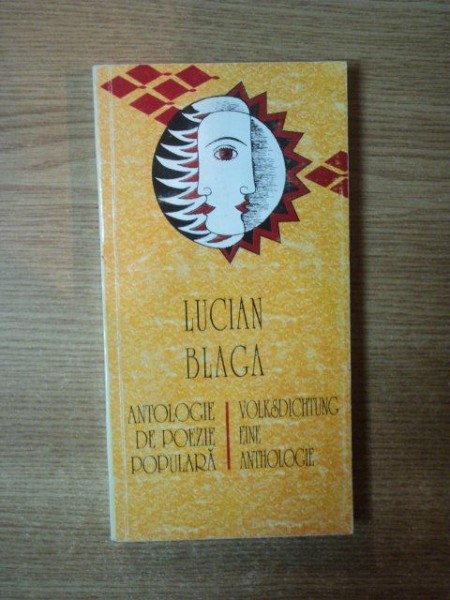 LUCIAN
BLAGA
ANTOLOGIE
DE POEZIE
POPULARĂ
VOLKSDICHTUNG
EINE
ANTHOLOGIE